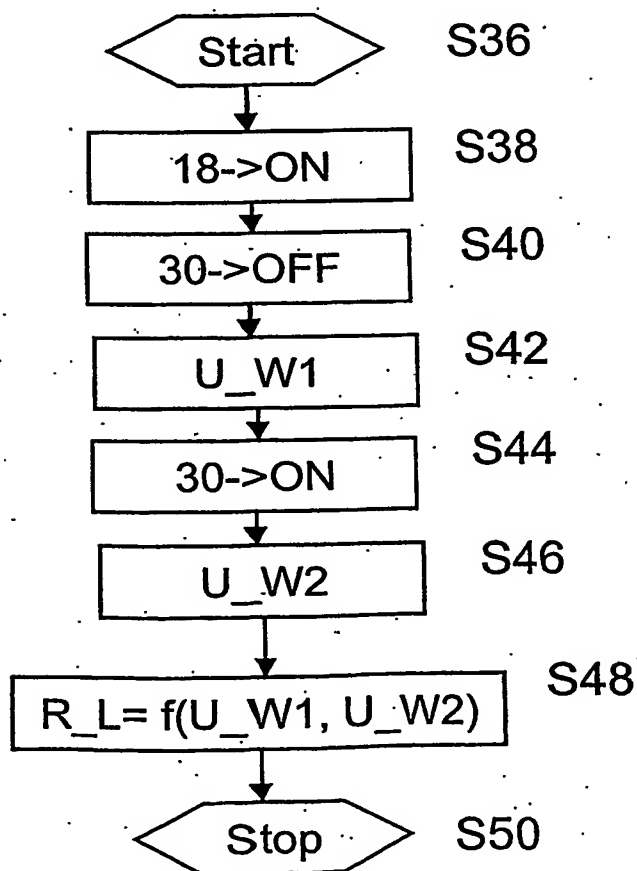 Start S36
18->ON S38
30->OFF S40
U_W1 S42
30->ON S44
U_W2 S46
R_L= f(U_W1, U_W2) S48
Stop S50